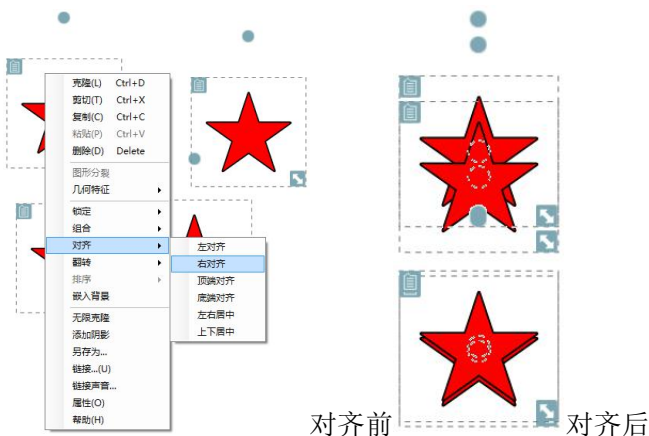 克隆(L) Ctrl+D
剪切(T) Ctrl+X
复制(C) Ctrl+C
粘贴(P) Ctrl+V
删除(D) Delete
图形分裂
几何特征
锁定
组合
对齐
翻转
排序
嵌入背景
无限克隆
添加阴影
另存为...
链接...(U)
链接声音...
属性(O)
帮助(H)
左对齐
右对齐
顶端对齐
底端对齐
左右居中
上下居中
对齐前 对齐后